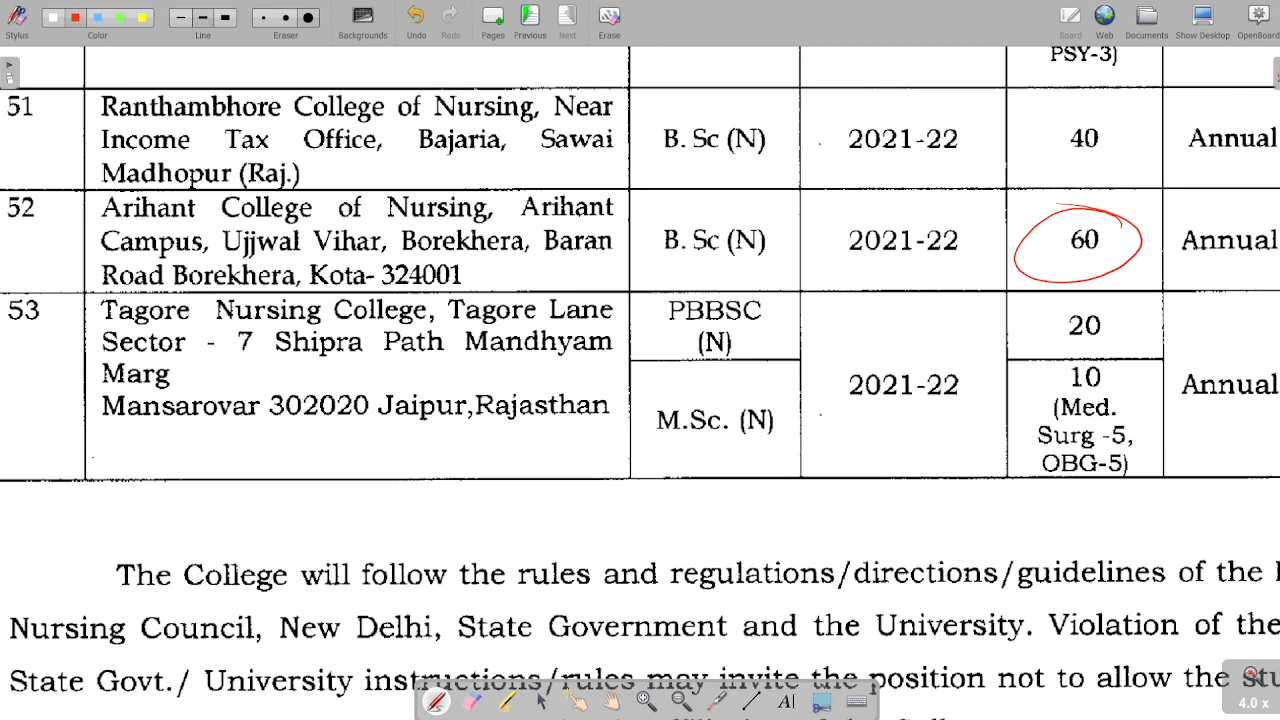 Stylus Color Line Eraser Backgrounds Undo Redo Pages Previous Next Erase Board Web Documents Show Desktop OpenBoard
PSY-3)
51 Ranthambhore College of Nursing, Near
Income Tax Office, Bajaria, Sawai
Madhopur (Raj.)
B. Sc (N) 2021-22 40 Annual
52 Arihant College of Nursing, Arihant
Campus, Ujjwal Vihar, Borekhera, Baran
Road Borekhera, Kota- 324001
B. Sc (N) 2021-22 60 Annual
53 Tagore Nursing College, Tagore Lane
Sector - 7 Shipra Path Mandhyam
Marg
Mansarovar 302020 Jaipur,Rajasthan
PBBSC
(N)
M.Sc. (N)
2021-22
20
10
(Med.
Surg -5,
OBG-5)
Annual
The College will follow the rules and regulations/directions/guidelines of the
Nursing Council, New Delhi, State Government and the University. Violation of the
State Govt./ University instructions/rules may invite the position not to allow the
4.0 x